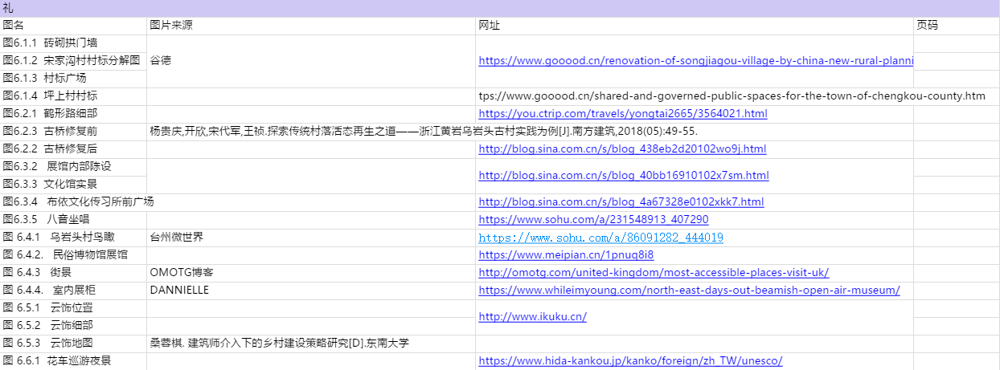 礼
图名 图片来源 网址 页码
图6.1.1 砖砌拱门墙
图6.1.2 宋家沟村村标分解图 谷德 https://www.gooood.cn/renovation-of-songjiagou-village-by-china-new-rural-planni
图6.1.3 村标广场
图6.1.4 坪上村村标 tps://www.gooood.cn/shared-and-governed-public-spaces-for-the-town-of-chengkou-county.htm
图6.2.1 鹤形路细部 https://you.ctrip.com/travels/yongtai2665/3564021.html
图6.2.3 古桥修复前 杨贵庆,开欣,宋代军,王祯.探索传统村落活态再生之道——浙江黄岩乌岩头古村实践为例[J].南方建筑,2018(05):49-55.
图6.2.2 古桥修复后 http://blog.sina.com.cn/s/blog_438eb2d20102wo9j.html
图6.3.2 展馆内部陈设
图6.3.3 文化馆实景 http://blog.sina.com.cn/s/blog_40bb16910102x7sm.html
图6.3.4 布依文化传习所前广场 http://blog.sina.com.cn/s/blog_4a67328e0102xkk7.html
图6.3.5 八音坐唱 https://www.sohu.com/a/231548913_407290
图 6.4.1 乌岩头村鸟瞰 台州微世界 https://www.sohu.com/a/86091282_444019
图 6.4.2. 民俗博物馆展馆 https://www.meipian.cn/1pnuq8i8
图 6.4.3 街景 OMOTG博客 http://omotg.com/united-kingdom/most-accessible-places-visit-uk/
图 6.4.4. 室内展柜 DANNIELLE https://www.whileimyoung.com/north-east-days-out-beamish-open-air-museum/
图 6.5.1 云饰位置
图 6.5.2 云饰细部 http://www.ikuku.cn/
图 6.5.3 云饰地图 桑蓉棋. 建筑师介入下的乡村建设策略研究[D].东南大学
图 6.6.1 花车巡游夜景 https://www.hida-kankou.jp/kanko/foreign/zh_TW/unesco/